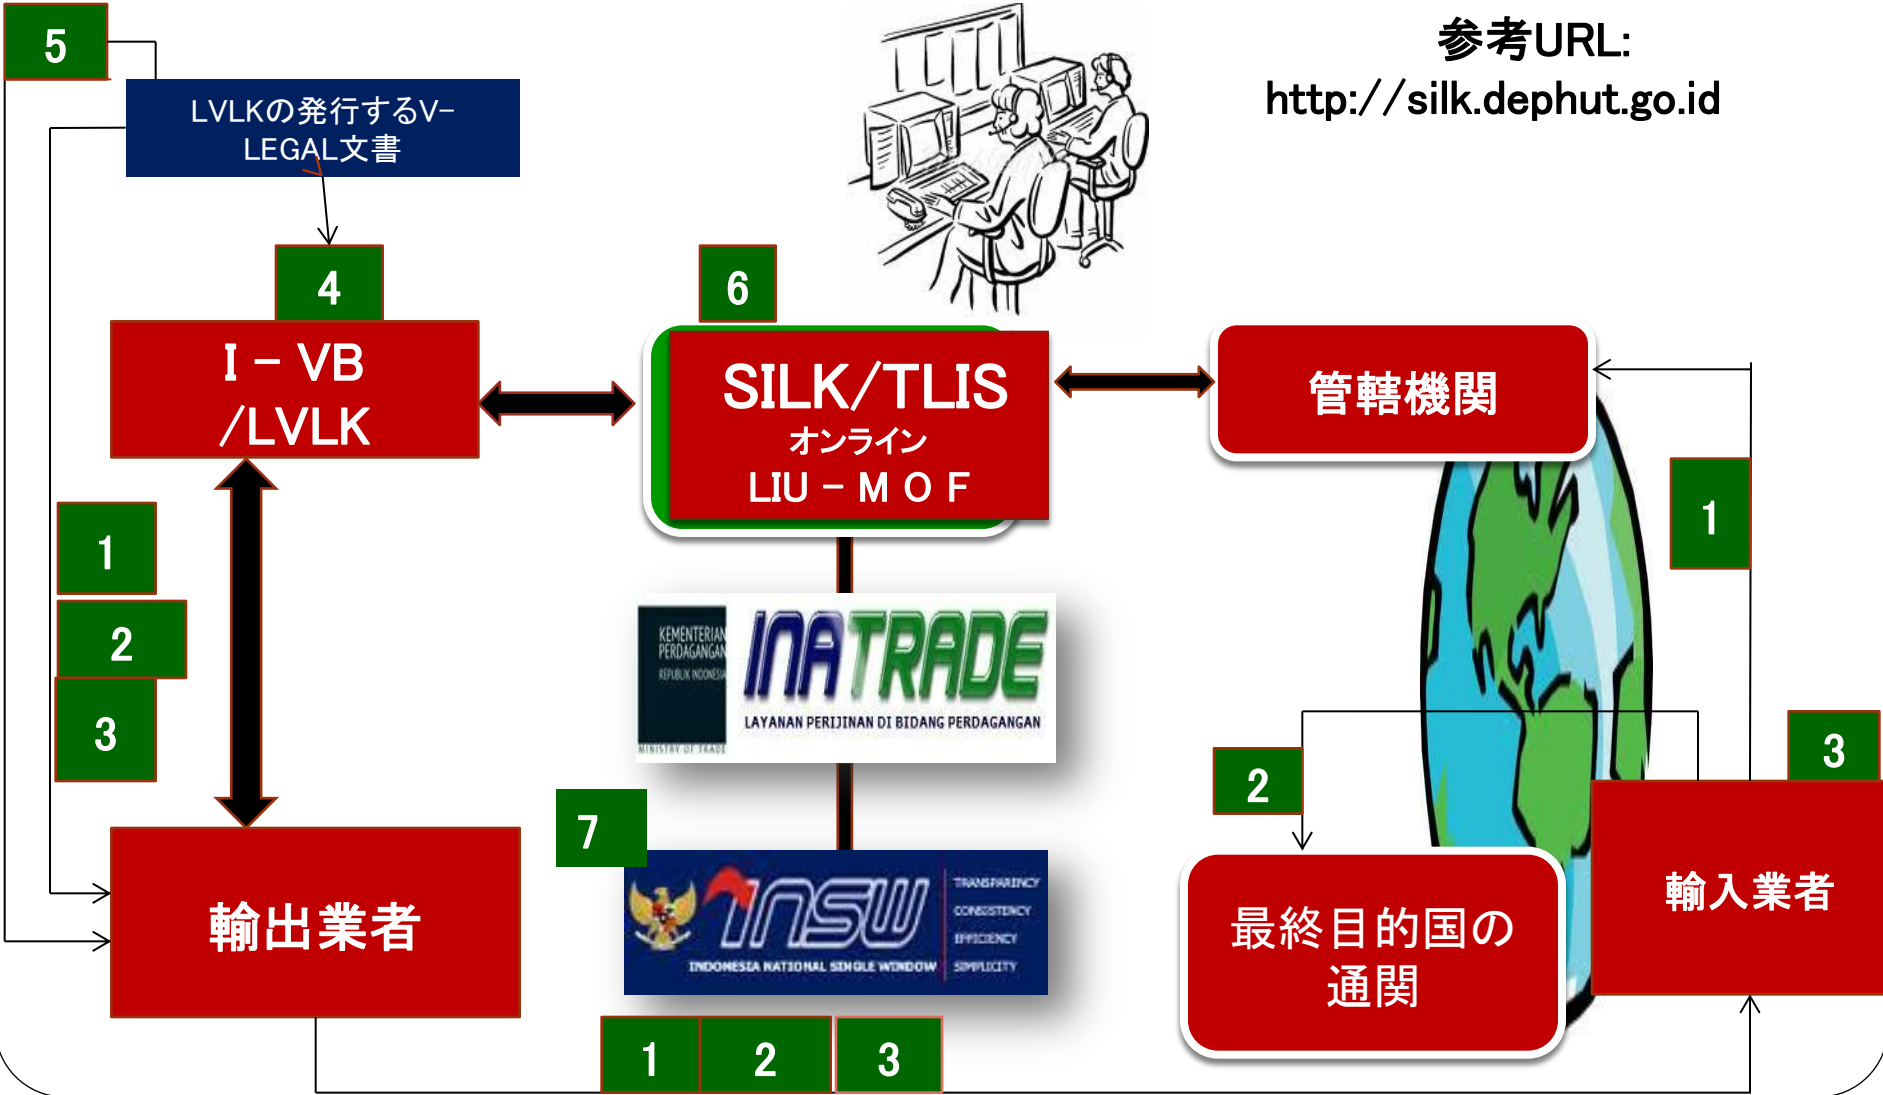 5
参考URL:
http://silk.dephut.go.id
LVLKの発行するV-
LEGAL文書
4
6
I - VB
/LVLK
SILK/TLIS
オンライン
LIU - M O F
管轄機関
1
1
2
3
KEMENTERIAN
PERDAGANGAN
REPUBLIK INDONESIA
MINISTRY OF TRADE
INATRADE
LAYANAN PERIJINAN DI BIDANG PERDAGANGAN
2
3
7
INSW
INDONESIA NATIONAL SINGLE WINDOW
TRANSPARENCY
CONSISTENCY
EFFICIENCY
SIMPLICITY
輸出業者
最終目的国の
通関
輸入業者
1
2
3